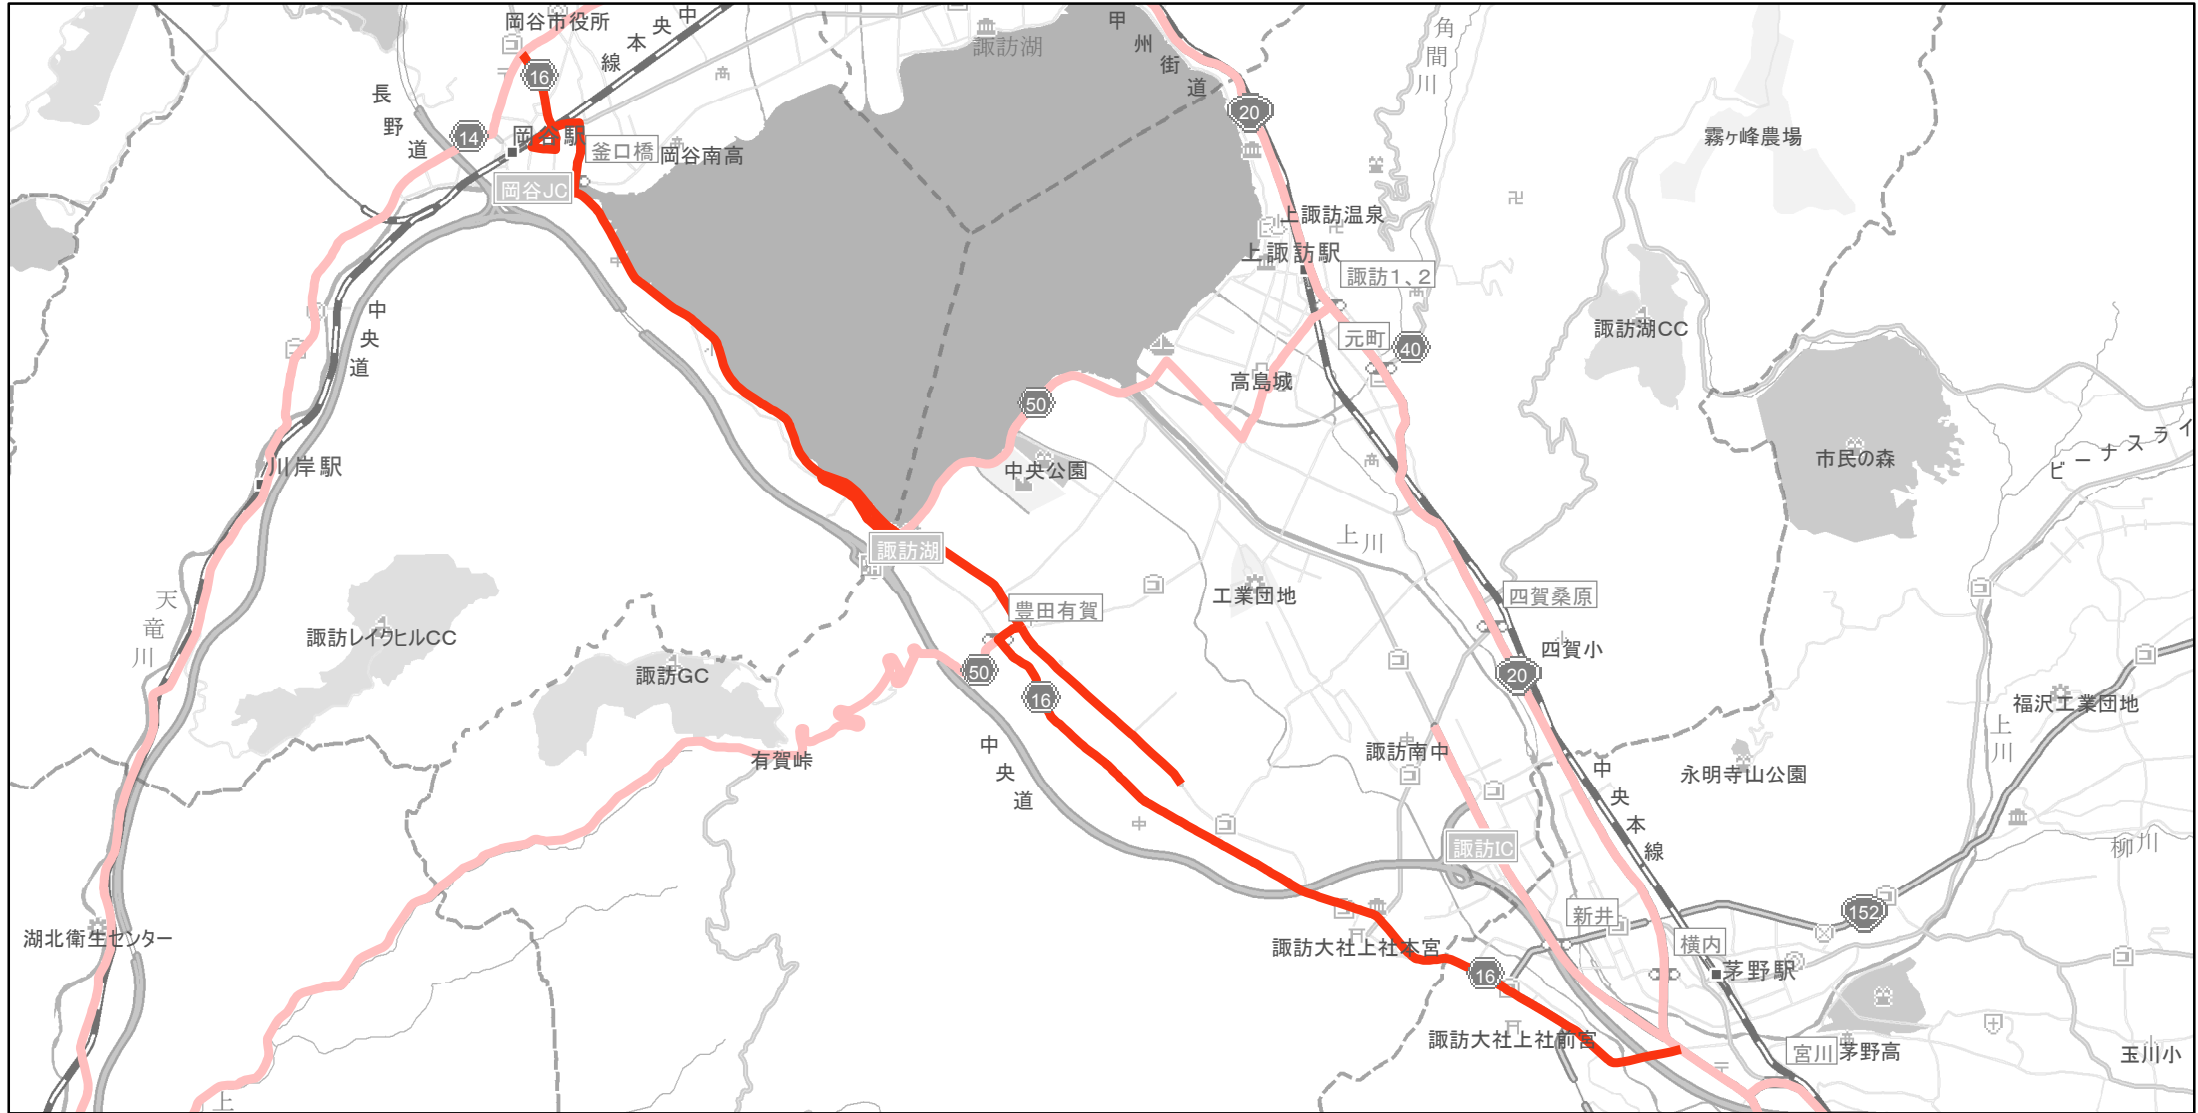 岡谷市役所
中央本線
諏訪湖
甲州街道
角間川
16
20
長野道
14
岡谷駅
釜口橋
岡谷南高
霧ヶ峰農場
岡谷JC
上諏訪温泉
上諏訪駅
諏訪1、2
中央道
諏訪湖CC
元町
40
高島城
50
川岸駅
中央公園
市民の森
ビーナスライ
諏訪湖
上川
工業団地
四賀桑原
天竜川
豊田有賀
諏訪レイクヒルCC
四賀小
諏訪GC
50
20
16
福沢工業団地
上川
中央道
有賀峠
諏訪南中
中央本線
永明寺山公園
諏訪IC
柳川
新井
152
湖北衛生センター
諏訪大社上社本宮
横内
茅野駅
16
諏訪大社上社前宮
宮川
茅野高
玉川小
上